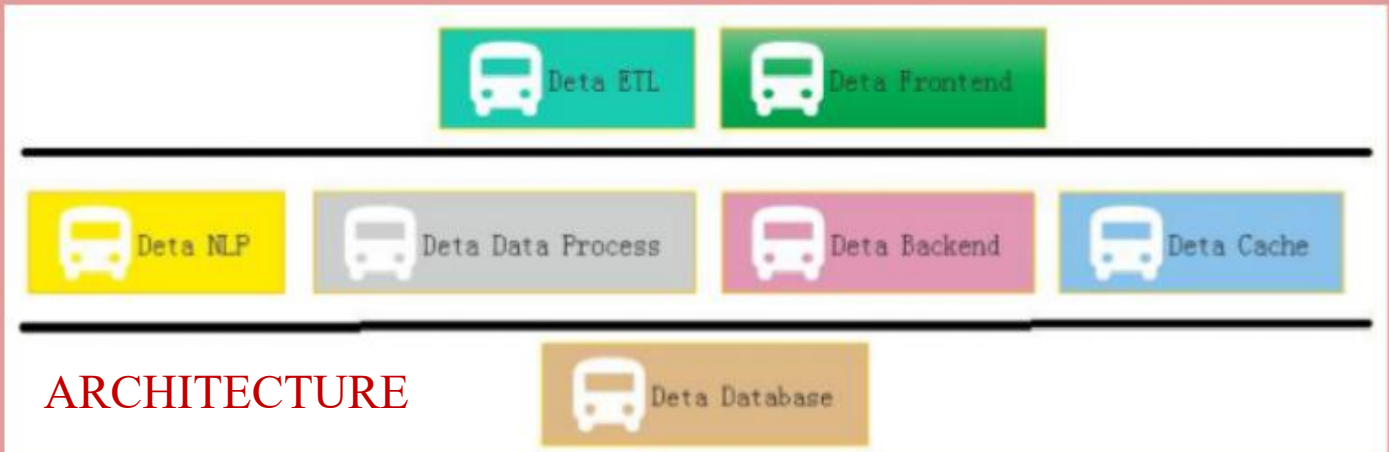 Deta ETL
Deta Frontend
Deta NLP
Deta Data Process
Deta Backend
Deta Cache
ARCHITECTURE
Deta Database